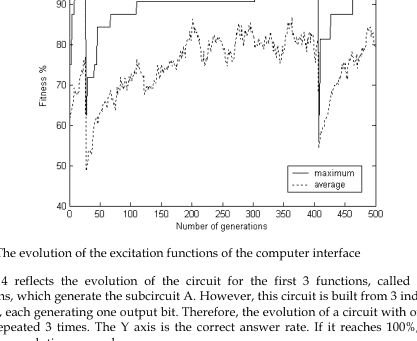 90
80
70
60
50
40
Fitness %
maximum
average
0 50 100 150 200 250 300 350 400 450 500
Number of generations
The evolution of the excitation functions of the computer interface
4 reflects the evolution of the circuit for the first 3 functions, called
which generate the subcircuit A. However, this circuit is built from 3
each generating one output bit. Therefore, the evolution of a circuit with
repeated 3 times. The Y axis is the correct answer rate. If it reaches 100%,